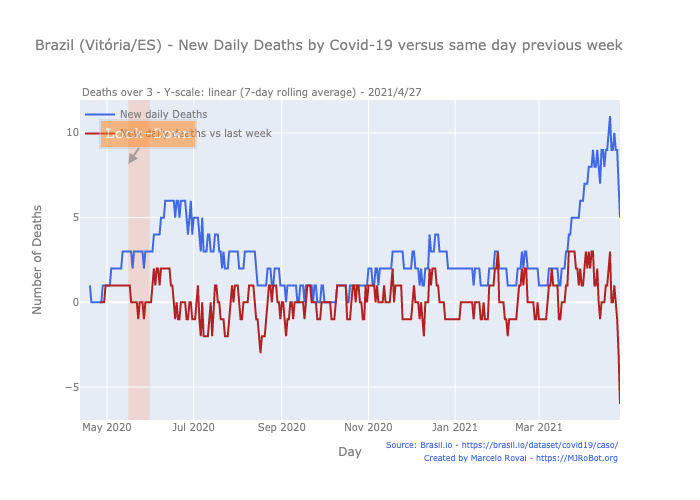 Brazil (Vitória/ES) - New Daily Deaths by Covid-19 versus same day previous week
Deaths over 3 - Y-scale: linear (7-day rolling average) - 2021/4/27
New daily Deaths
New daily Deaths vs last week
Lock Down
10
5
0
−5
Number of Deaths
May 2020
Jul 2020
Sep 2020
Nov 2020
Jan 2021
Mar 2021
Day
Source: Brasil.io - https://brasil.io/dataset/covid19/caso/
Created by Marcelo Rovai - https://MJRoBot.org